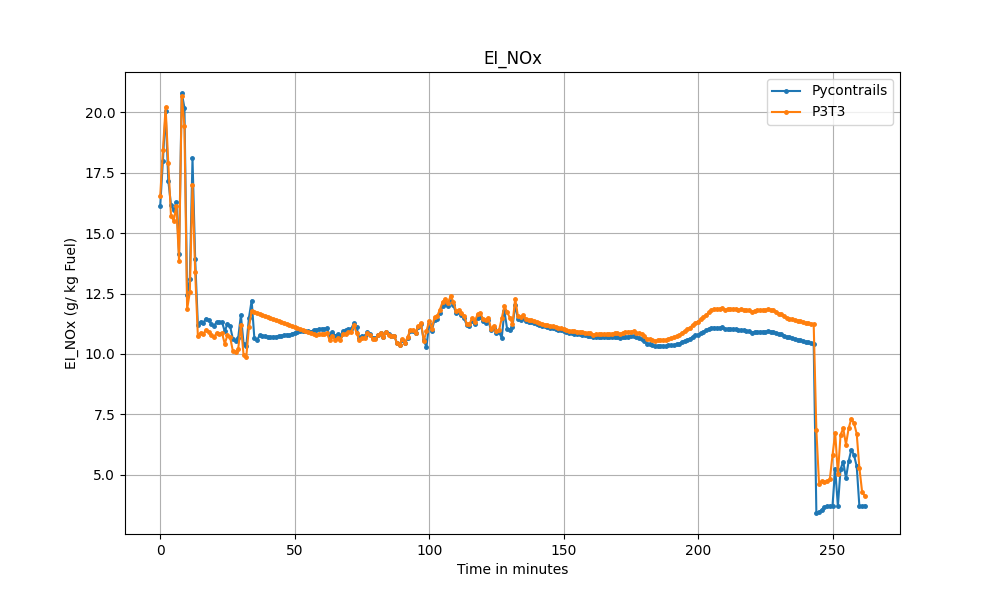 EI_NOx
Pycontrails
P3T3
20.0
17.5
15.0
12.5
10.0
7.5
5.0
EI_NOx (g/ kg Fuel)
0 50 100 150 200 250
Time in minutes